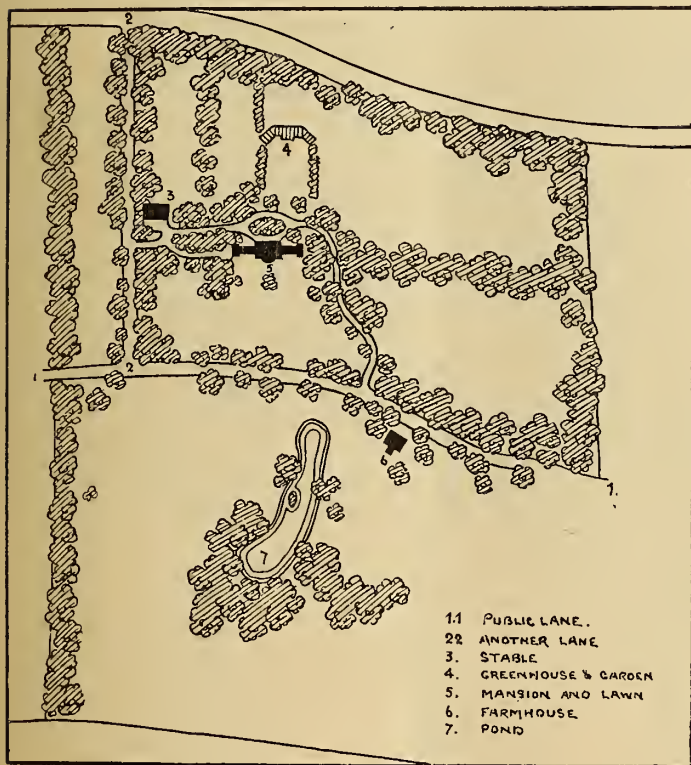 2
3
4
5
1
2
6
1.
7
1.1 PUBLIC LANE.
22 ANOTHER LANE
3. STABLE
4. GREENHOUSE & GARDEN
5. MANSION AND LAWN
6. FARMHOUSE
7. POND